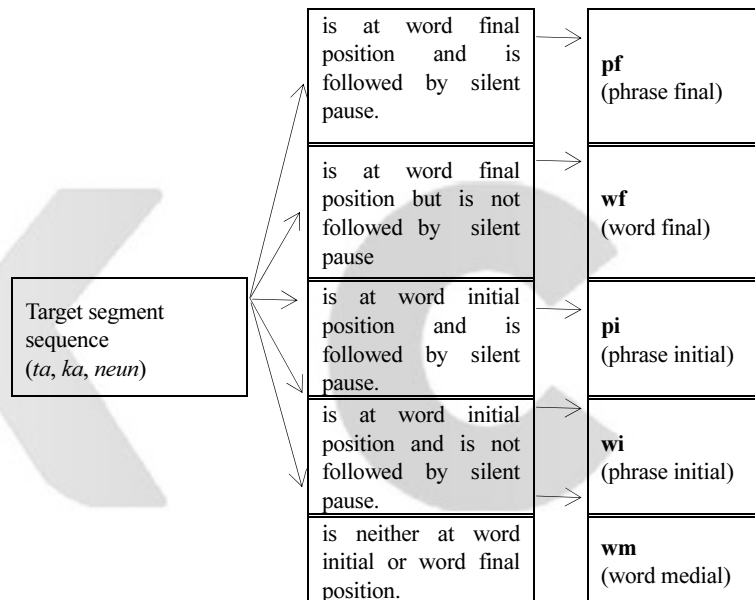 is at word final
position and is
followed by silent
pause.
pf
(phrase final)
is at word final
position but is not
followed by silent
pause
wf
(word final)
Target segment
sequence
(ta, ka, neun)
is at word initial
position and is
followed by silent
pause.
pi
(phrase initial)
is at word initial
position and is not
followed by silent
pause.
wi
(phrase initial)
is neither at word
initial or word final
position.
wm
(word medial)